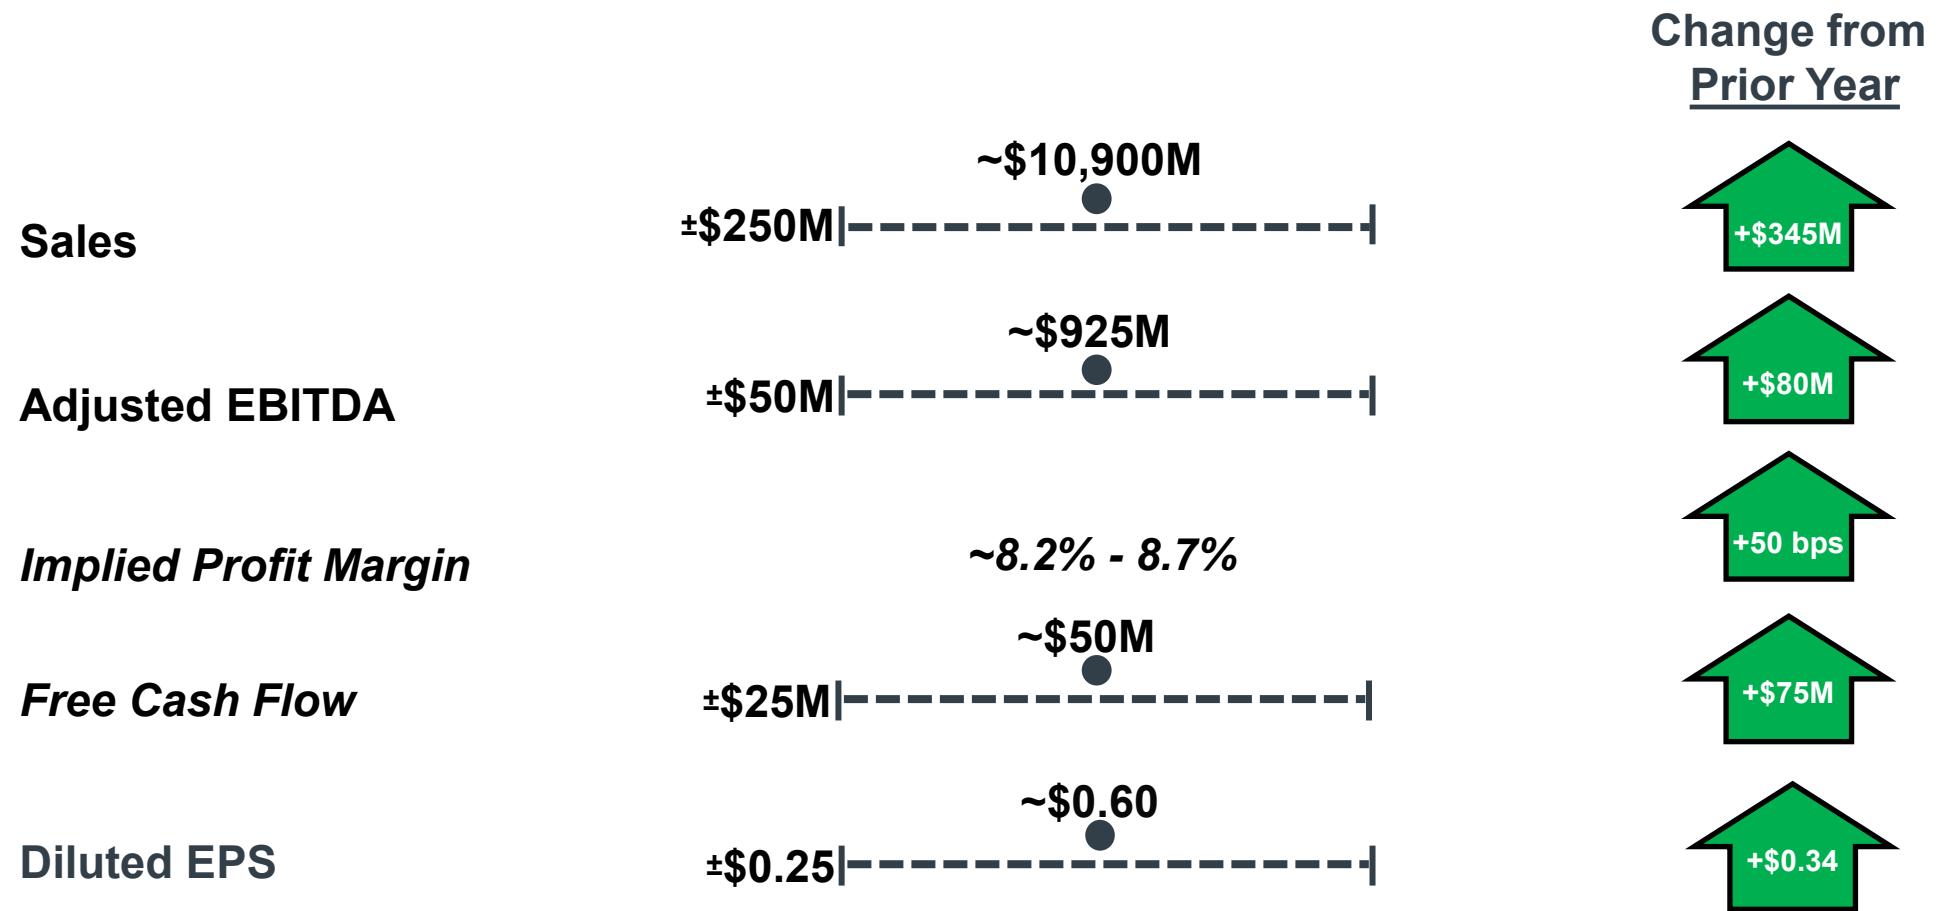 Change from
Prior Year
~$10,900M
Sales
±$250M
+$345M
~$925M
Adjusted EBITDA
±$50M
+$80M
Implied Profit Margin
~8.2% - 8.7%
+50 bps
~$50M
Free Cash Flow
±$25M
+$75M
~$0.60
Diluted EPS
±$0.25
+$0.34